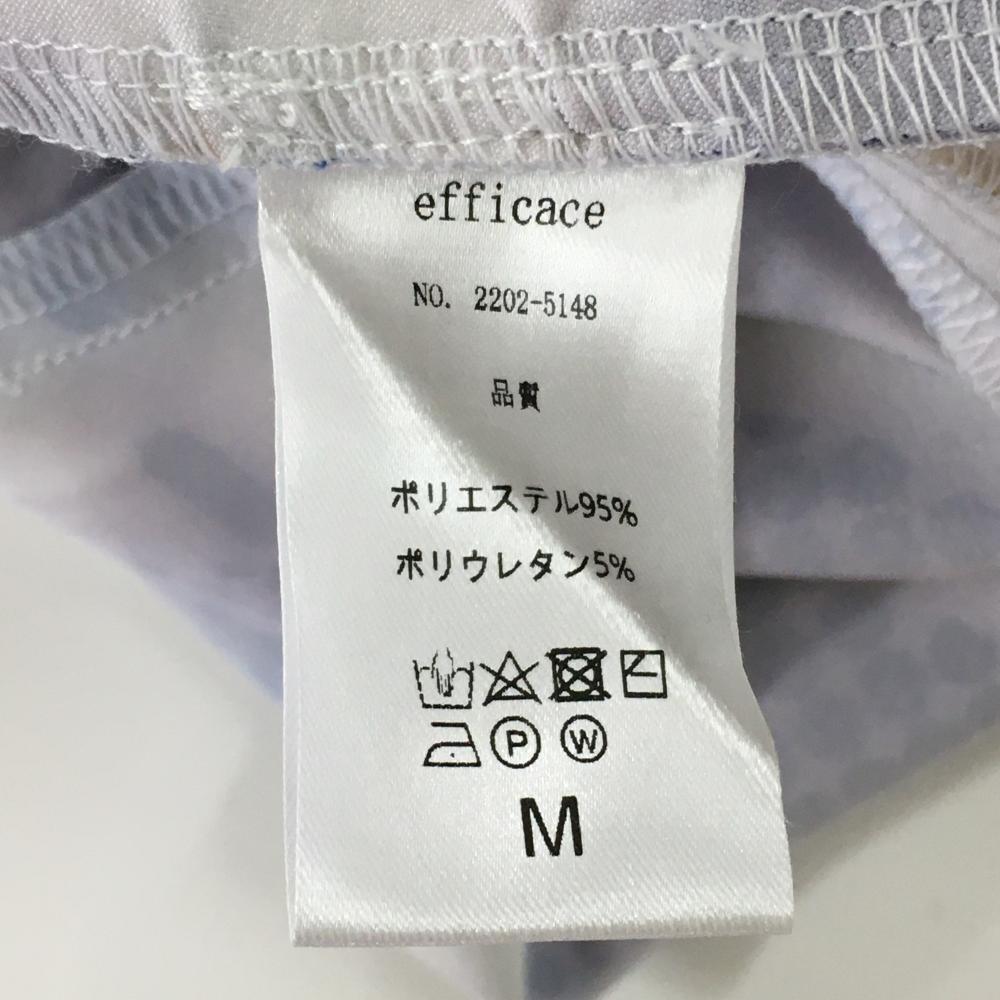 efficace
NO. 2202-5148
品質
ポリエステル95%
ポリウレタン5%
P W
M